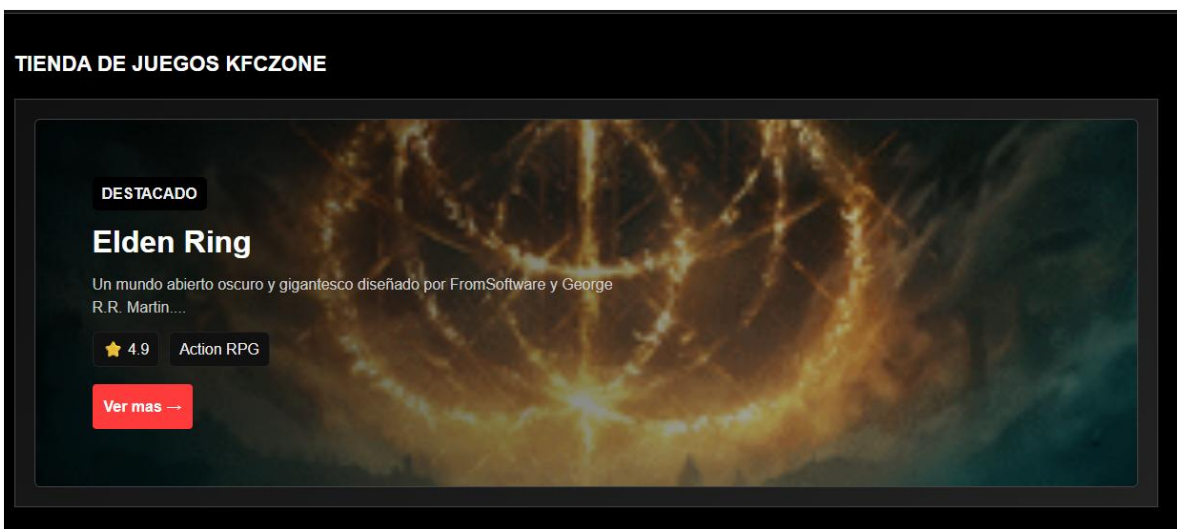 TIENDA DE JUEGOS KFCZONE
DESTACADO
Elden Ring
Un mundo abierto oscuro y gigantesco diseñado por FromSoftware y George
R.R. Martin....
⭐ 4.9 Action RPG
Ver mas →